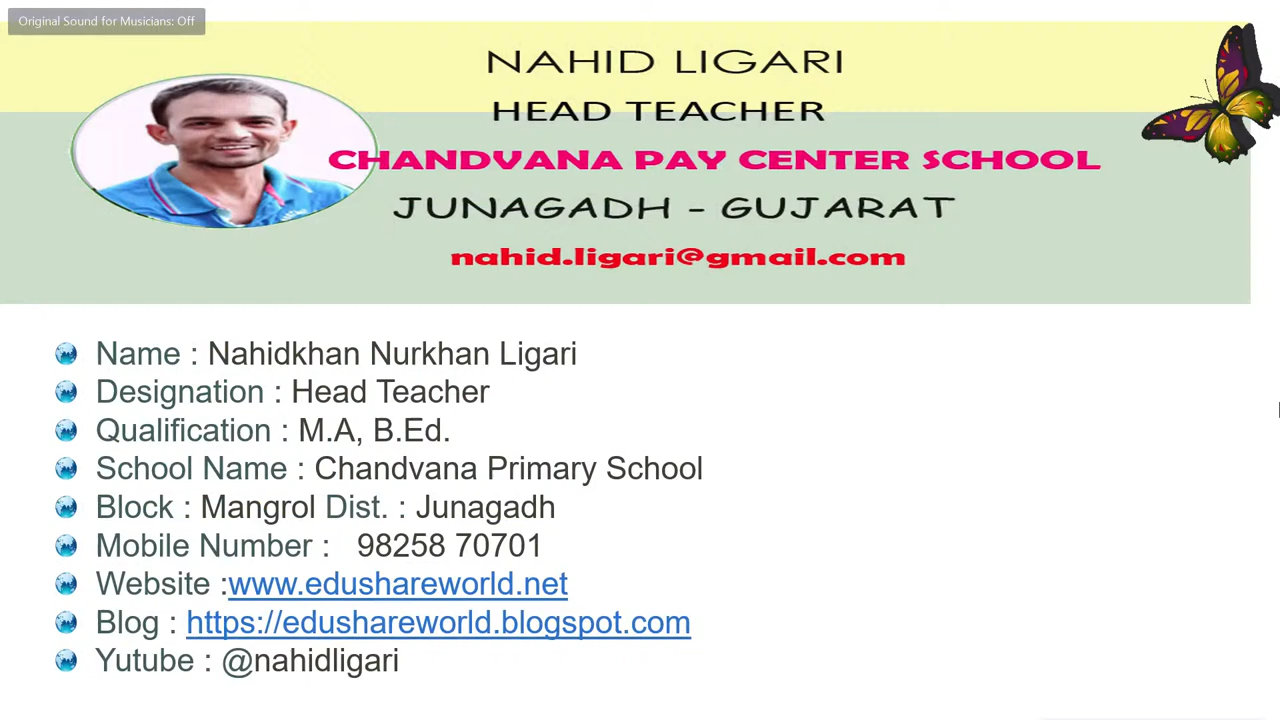 Original Sound for Musicians: Off
NAHID LIGARI
HEAD TEACHER
CHANDVANA PAY CENTER SCHOOL
JUNAGADH - GUJARAT
nahid.ligari@gmail.com
Name : Nahidkhan Nurkhan Ligari
Designation : Head Teacher
Qualification : M.A, B.Ed.
School Name : Chandvana Primary School
Block : Mangrol Dist. : Junagadh
Mobile Number : 98258 70701
Website :www.edushareworld.net
Blog : https://edushareworld.blogspot.com
Yutube : @nahidligari